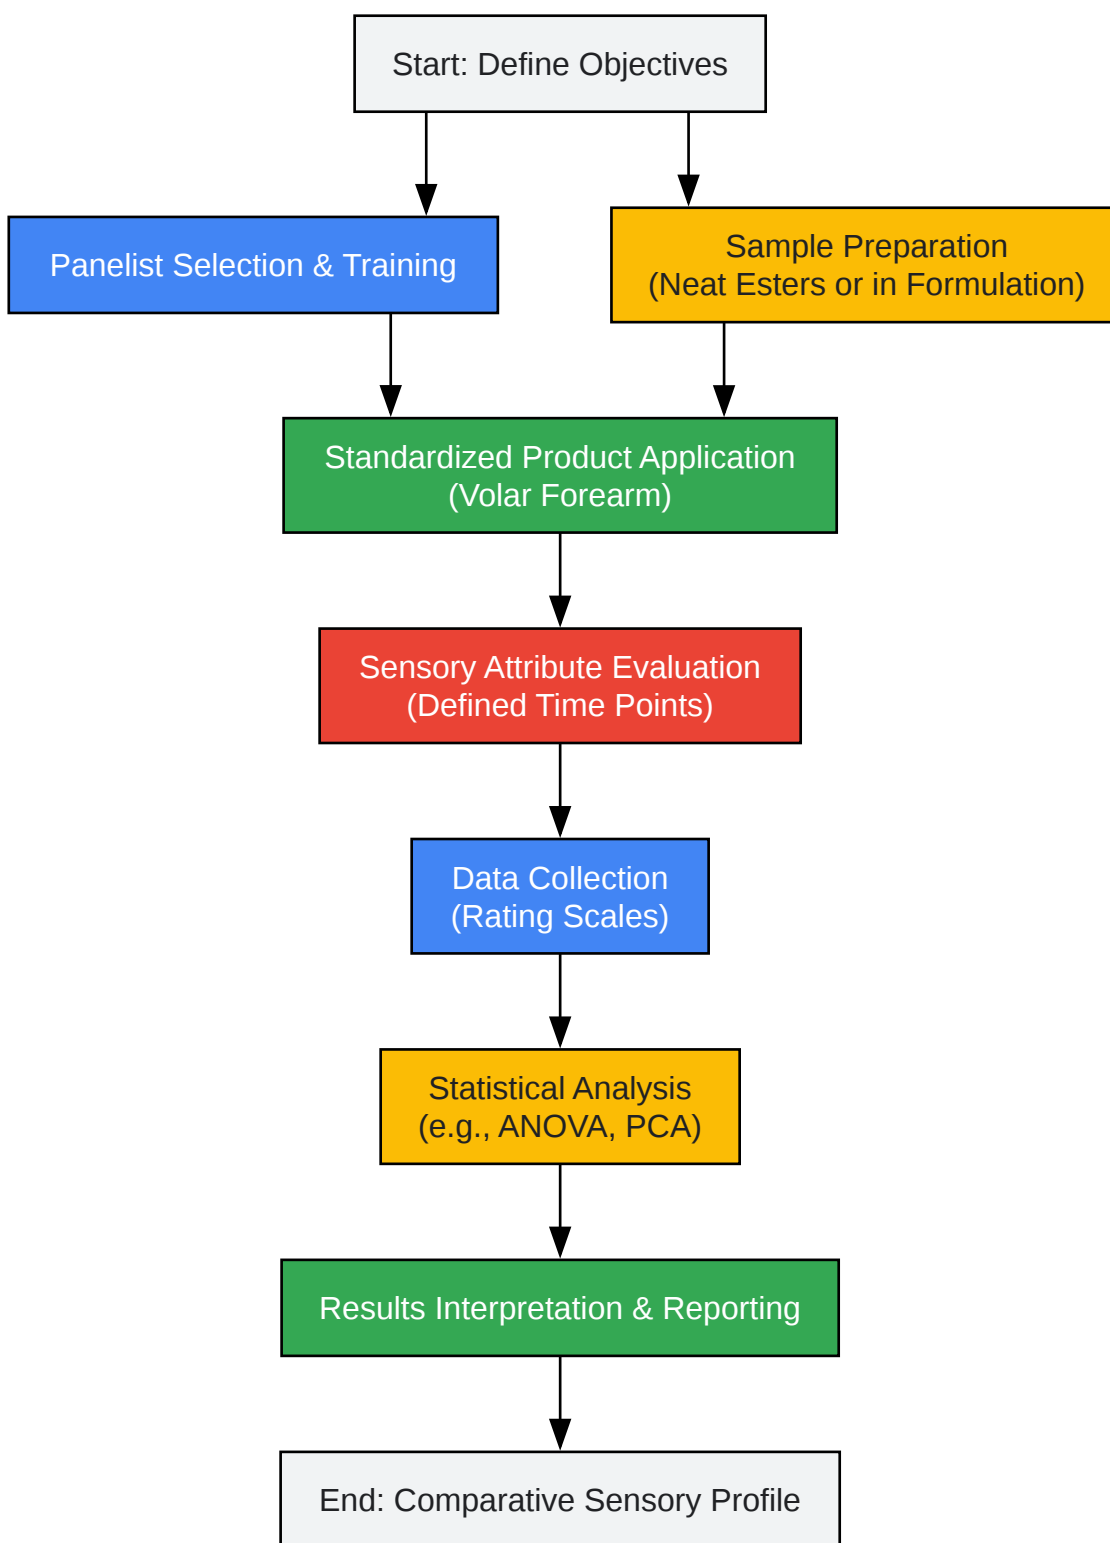 Start: Define Objectives
Panelist Selection & Training
Sample Preparation
(Neat Esters or in Formulation)
Standardized Product Application
(Volar Forearm)
Sensory Attribute Evaluation
(Defined Time Points)
Data Collection
(Rating Scales)
Statistical Analysis
(e.g., ANOVA, PCA)
Results Interpretation & Reporting
End: Comparative Sensory Profile